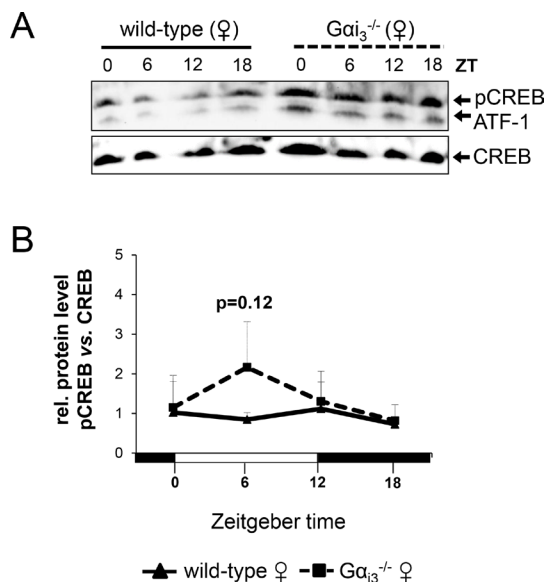 A
wild-type (♀) Gαi₃⁻/⁻ (♀)
0 6 12 18 0 6 12 18 ZT
pCREB
ATF-1
CREB
B
rel. protein level
pCREB vs. CREB
5
4
3
2
1
0
p=0.12
0 6 12 18
Zeitgeber time
wild-type ♀ Gαi₃⁻/⁻ ♀